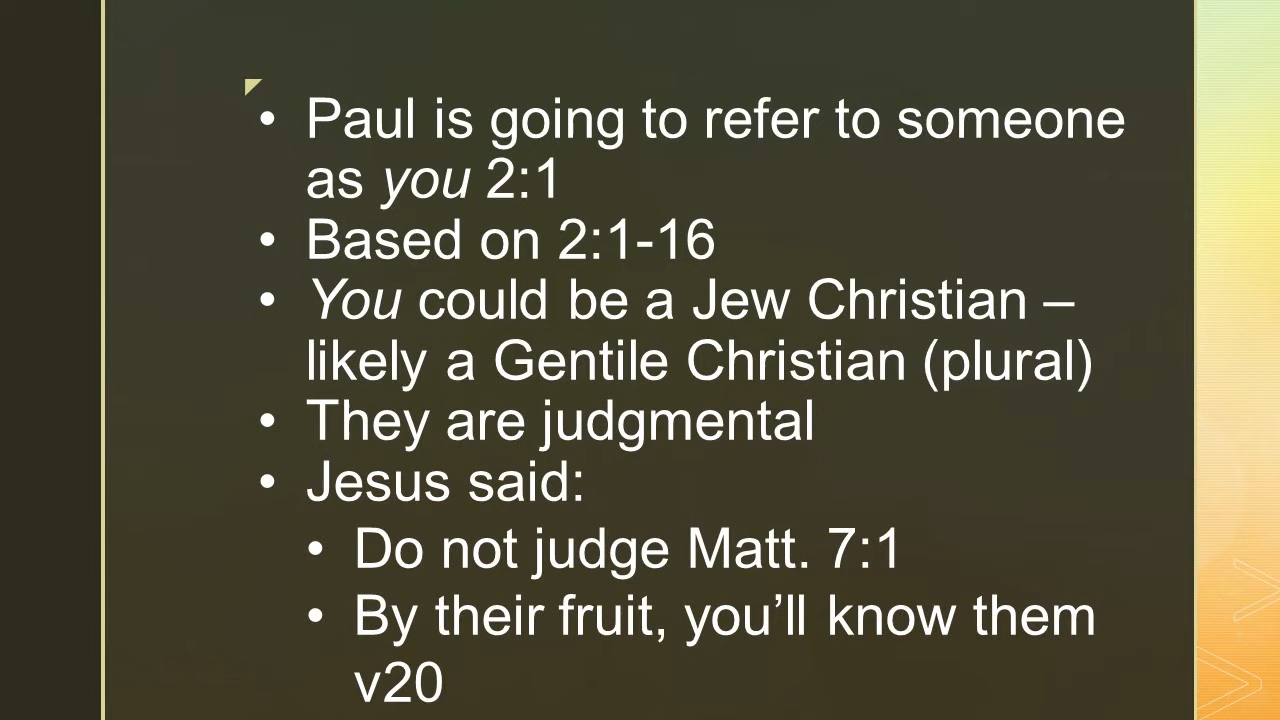 • Paul is going to refer to someone
as you 2:1
• Based on 2:1-16
• You could be a Jew Christian –
likely a Gentile Christian (plural)
• They are judgmental
• Jesus said:
• Do not judge Matt. 7:1
• By their fruit, you’ll know them
v20